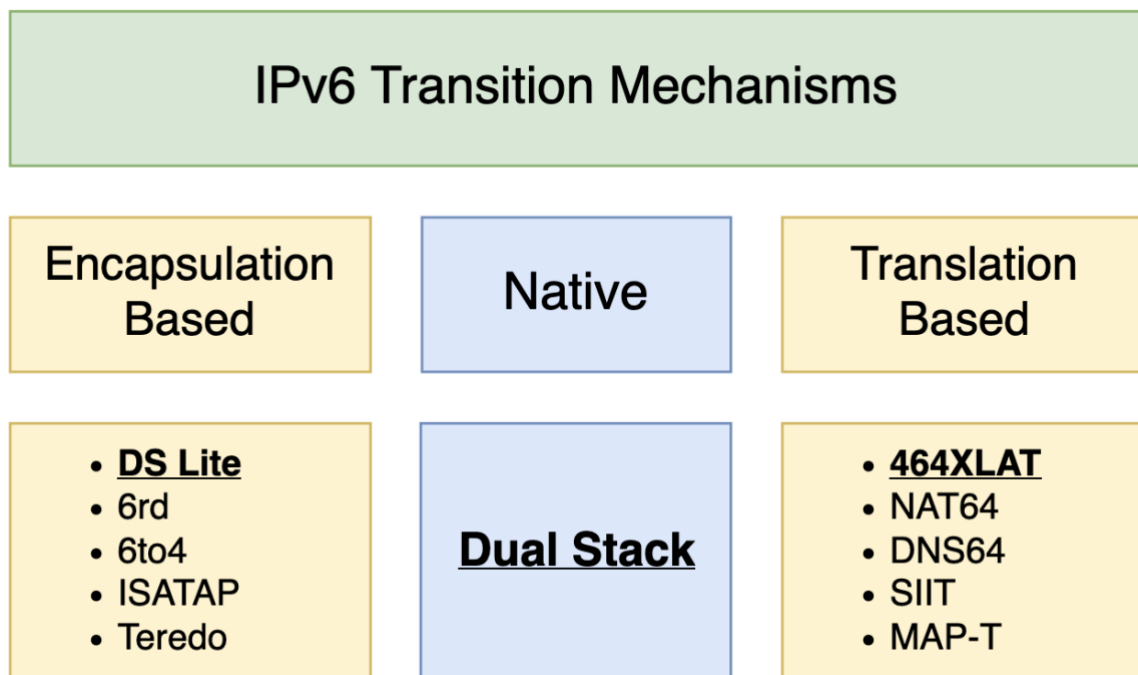 IPv6 Transition Mechanisms
Encapsulation
Based
Native
Translation
Based
• DS Lite
• 6rd
• 6to4
• ISATAP
• Teredo
Dual Stack
• 464XLAT
• NAT64
• DNS64
• SIIT
• MAP-T